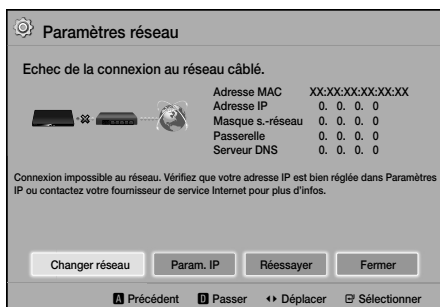 Paramètres réseau
Echec de la connexion au réseau câblé.
Adresse MAC XX:XX:XX:XX:XX:XX
Adresse IP 0. 0. 0. 0
Masque s.-réseau 0. 0. 0. 0
Passerelle 0. 0. 0. 0
Serveur DNS 0. 0. 0. 0
Connexion impossible au réseau. Vérifiez que votre adresse IP est bien réglée dans Paramètres
IP ou contactez votre fournisseur de service Internet pour plus d'infos.
Changer réseau Param. IP Réessayer Fermer
A Précédent D Passer Déplacer Sélectionner